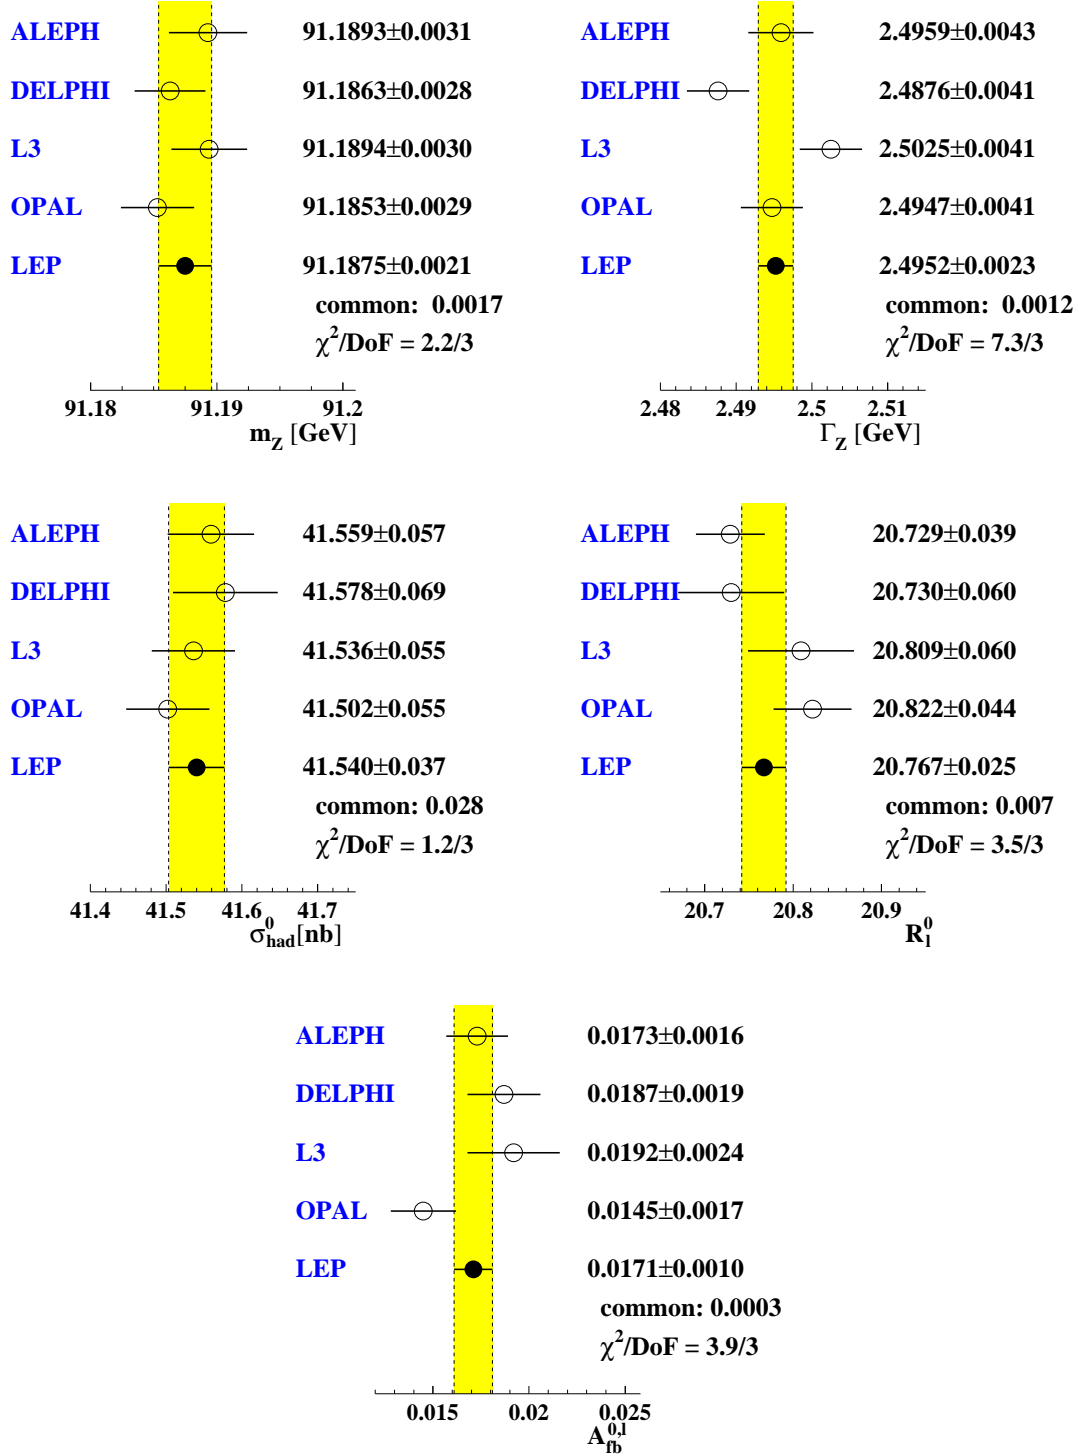 ALEPH 91.1893±0.0031
DELPHI 91.1863±0.0028
L3 91.1894±0.0030
OPAL 91.1853±0.0029
LEP 91.1875±0.0021
common: 0.0017
χ²/DoF = 2.2/3
91.18 91.19 91.2
m_Z [GeV]
ALEPH 2.4959±0.0043
DELPHI 2.4876±0.0041
L3 2.5025±0.0041
OPAL 2.4947±0.0041
LEP 2.4952±0.0023
common: 0.0012
χ²/DoF = 7.3/3
2.48 2.49 2.5 2.51
Γ_Z [GeV]
ALEPH 41.559±0.057
DELPHI 41.578±0.069
L3 41.536±0.055
OPAL 41.502±0.055
LEP 41.540±0.037
common: 0.028
χ²/DoF = 1.2/3
41.4 41.5 41.6 41.7
σ^0_had [nb]
ALEPH 20.729±0.039
DELPHI 20.730±0.060
L3 20.809±0.060
OPAL 20.822±0.044
LEP 20.767±0.025
common: 0.007
χ²/DoF = 3.5/3
20.7 20.8 20.9
R^0_l
ALEPH 0.0173±0.0016
DELPHI 0.0187±0.0019
L3 0.0192±0.0024
OPAL 0.0145±0.0017
LEP 0.0171±0.0010
common: 0.0003
χ²/DoF = 3.9/3
0.015 0.02 0.025
A^0,l_fb